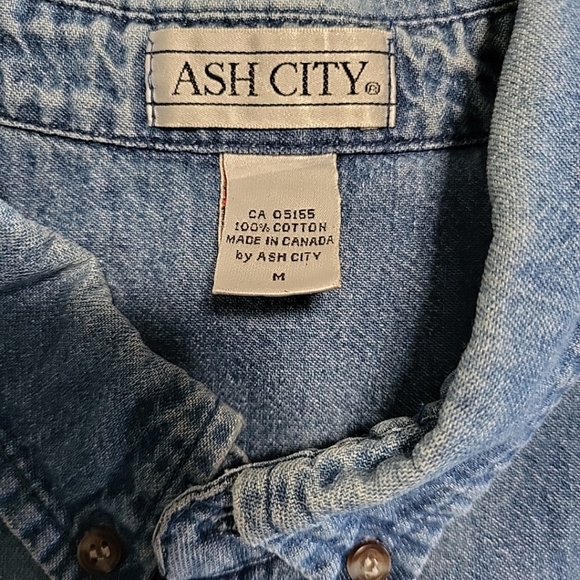 ASH CITY®
CA 05155
100% COTTON
MADE IN CANADA
by ASH CITY
M